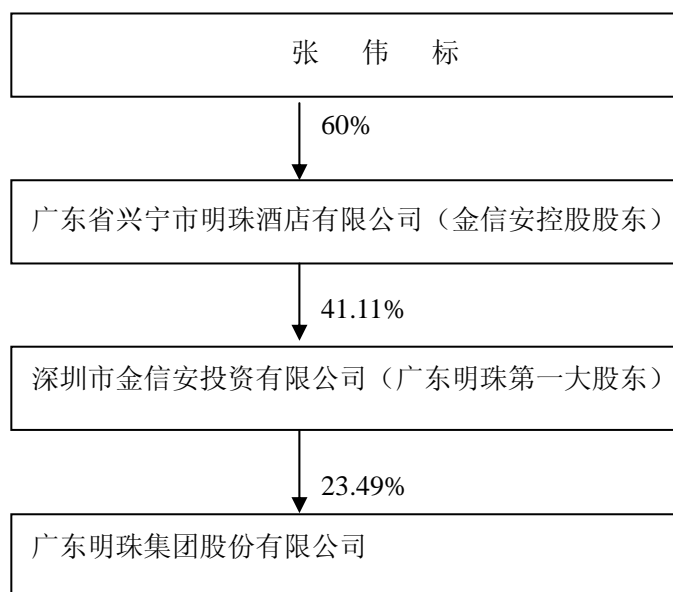 张 伟 标
60%
广东省兴宁市明珠酒店有限公司（金信安控股股东）
41.11%
深圳市金信安投资有限公司（广东明珠第一大股东）
23.49%
广东明珠集团股份有限公司